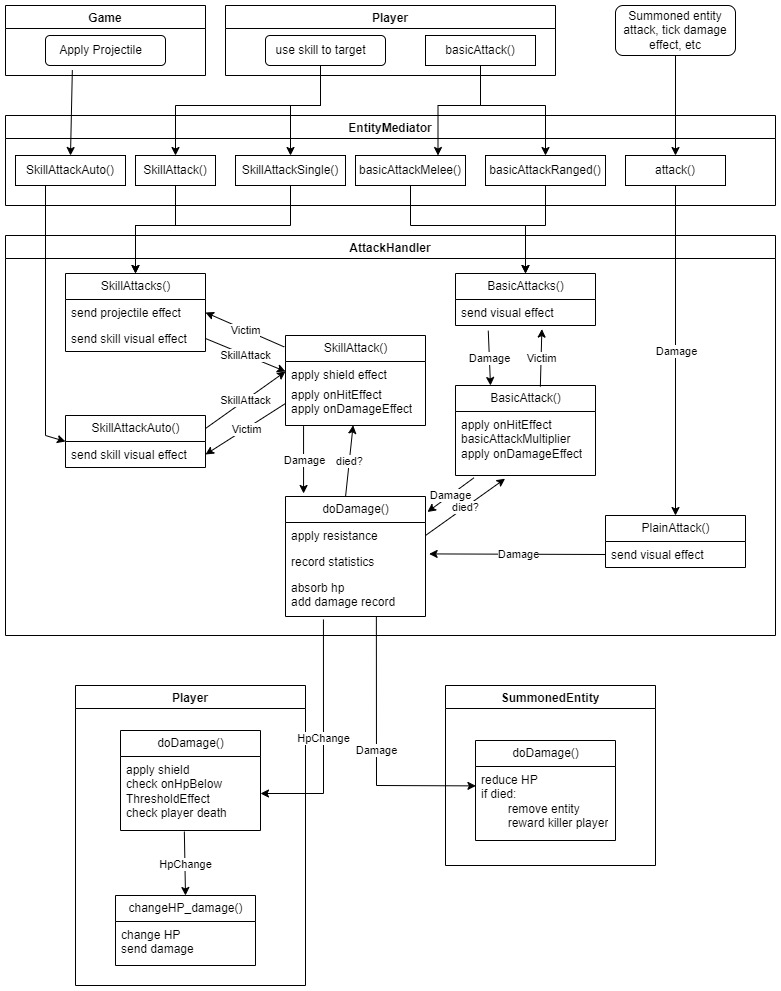 Game
Apply Projectile
Player
use skill to target
basicAttack()
Summoned entity
attack, tick damage
effect, etc
EntityMediator
SkillAttackAuto()
SkillAttack()
SkillAttackSingle()
basicAttackMelee()
basicAttackRanged()
attack()
AttackHandler
SkillAttacks()
send projectile effect
send skill visual effect
Victim
SkillAttack
SkillAttack()
apply shield effect
apply onHitEffect
apply onDamageEffect
BasicAttacks()
send visual effect
Damage
Victim
Damage
SkillAttackAuto()
send skill visual effect
SkillAttack
Victim
BasicAttack()
apply onHitEffect
basicAttackMultiplier
apply onDamageEffect
Damage
died?
Damage
died?
doDamage()
apply resistance
record statistics
absorb hp
add damage record
PlainAttack()
send visual effect
Damage
Player
HpChange
doDamage()
apply shield
check onHpBelow
ThresholdEffect
check player death
HpChange
changeHP_damage()
change HP
send damage
Damage
SummonedEntity
doDamage()
reduce HP
if died:
remove entity
reward killer player